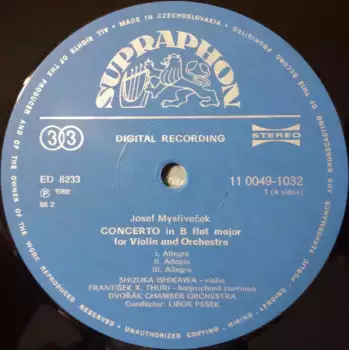 MADE IN CZECHOSLOVAKIA • ALL RIGHTS OF THE PRODUCER AND OF THE OWNER OF THE WORK REPRODUCED RESERVED • UNAUTHORIZED COPYING - HIRING - LENDING - PUBLIC PERFORMANCE AND BROADCASTING OF THIS RECORD PROHIBITED
SUPRAPHON
33
DIGITAL RECORDING
STEREO
ED 8233
℗ 1988
88 2
11 0049-1032
1 (4 sides)
Josef Mysliveček
CONCERTO in B flat major
for Violin and Orchestra
I. Allegro
II. Adagio
III. Allegro
SHIZUKA ISHIKAWA - violin
FRANTIŠEK X. THURI - harpsichord continuo
DVOŘÁK CHAMBER ORCHESTRA
Conductor: LIBOR PEŠEK